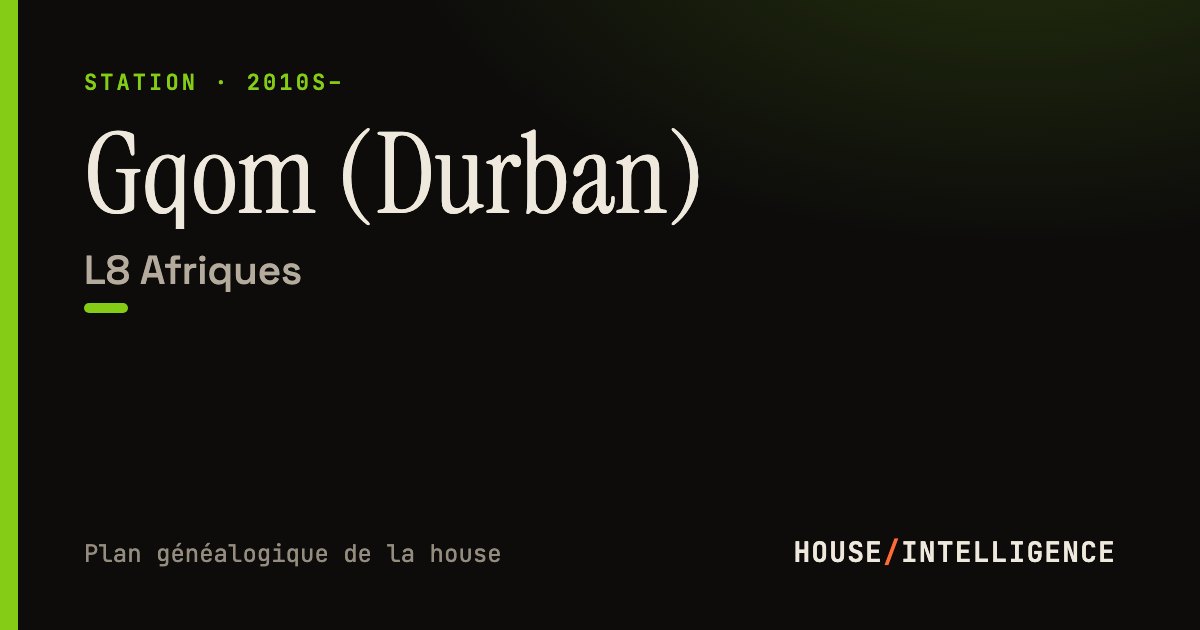 STATION · 2010S–
Gqom (Durban)
L8 Afriques
Plan généalogique de la house
HOUSE/INTELLIGENCE